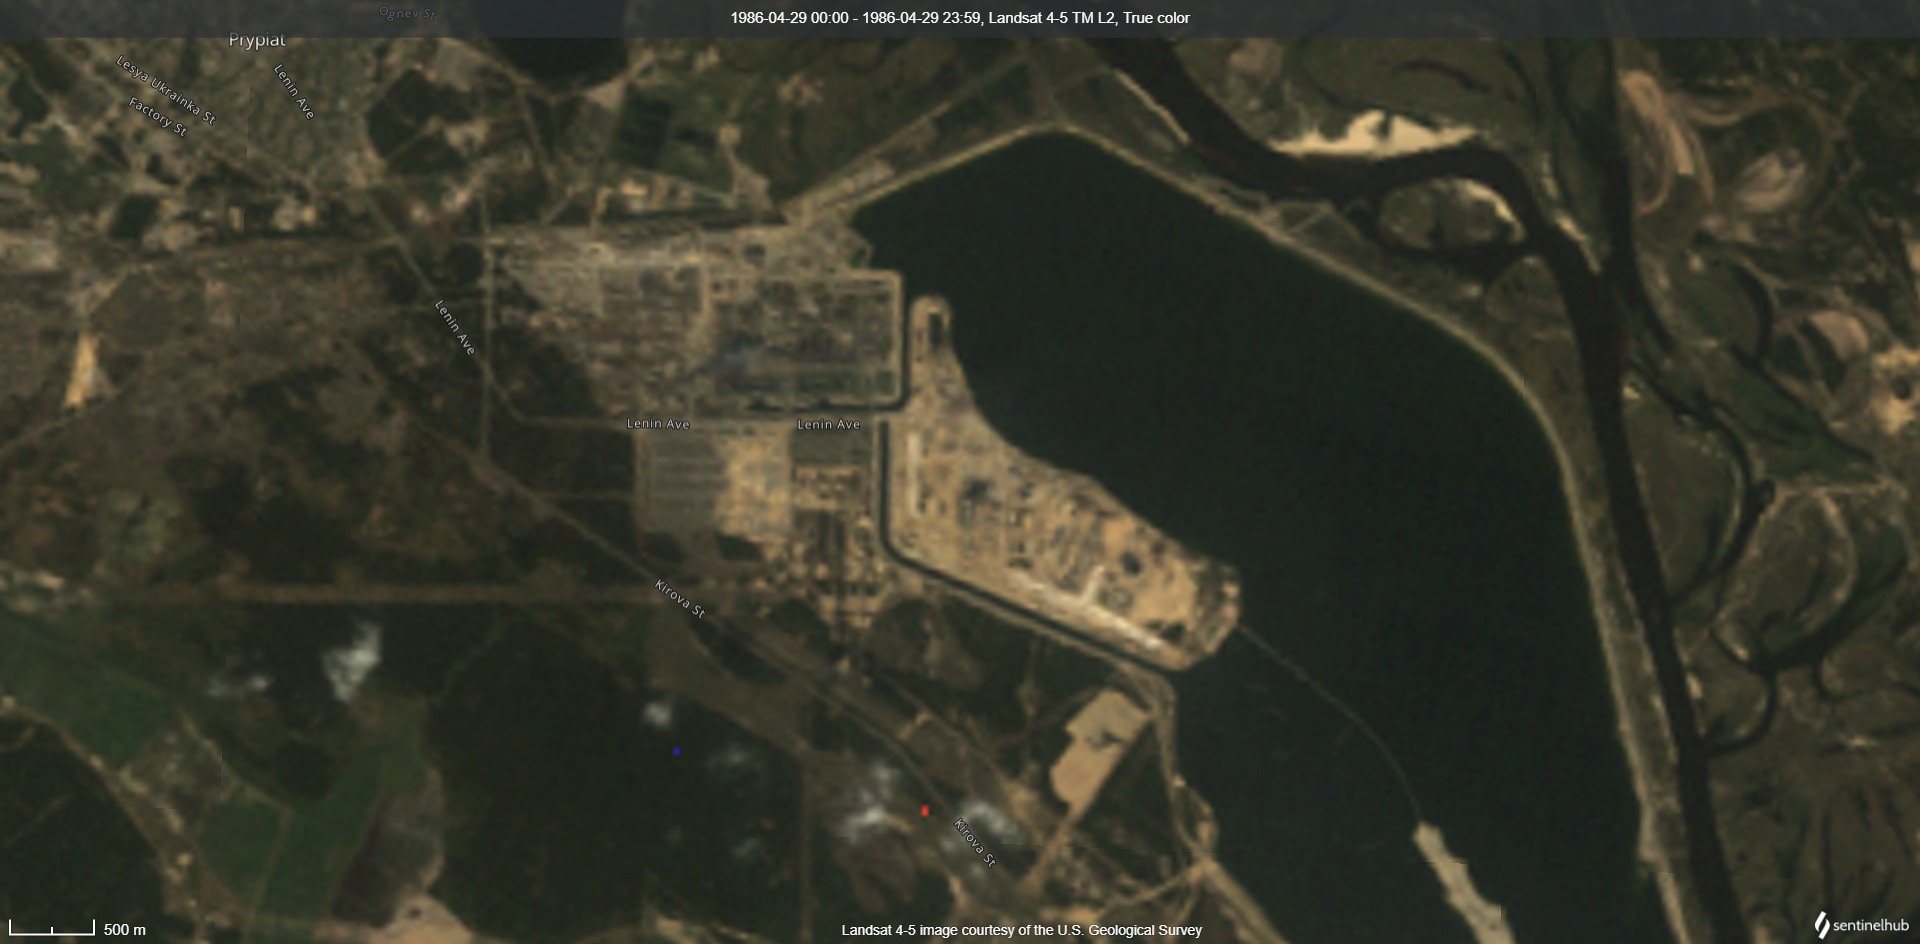 Ognev St
1986-04-29 00:00 - 1986-04-29 23:59, Landsat 4-5 TM L2, True color
Prypiat
Lesya Ukrainka St
Lenin Ave
Factory St
Lenin Ave
Lenin Ave
Lenin Ave
Kirova St
Kirova St
500 m
Landsat 4-5 image courtesy of the U.S. Geological Survey
sentinelhub